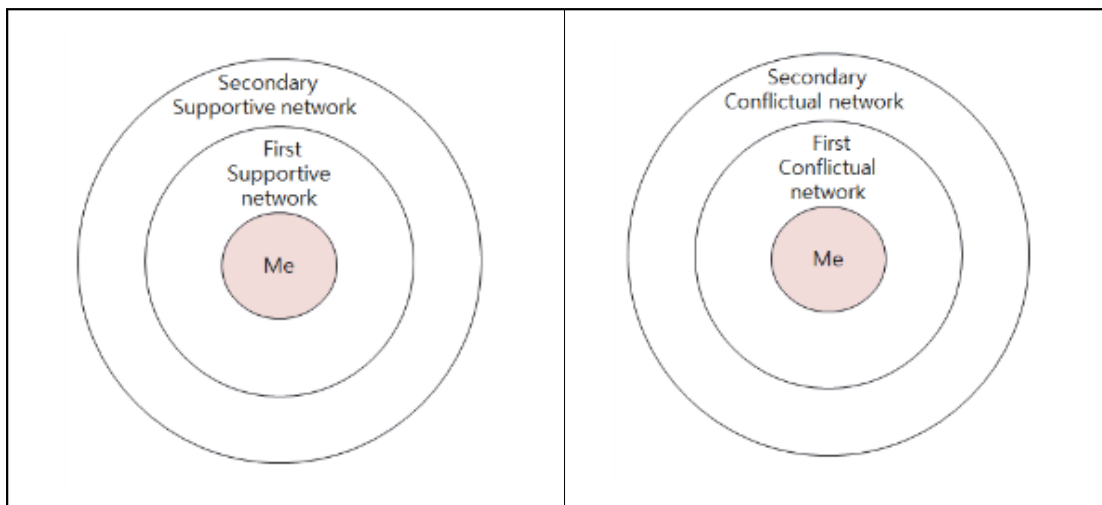 Secondary
Supportive network
First
Supportive
network
Me
Secondary
Conflictual network
First
Conflictual
network
Me